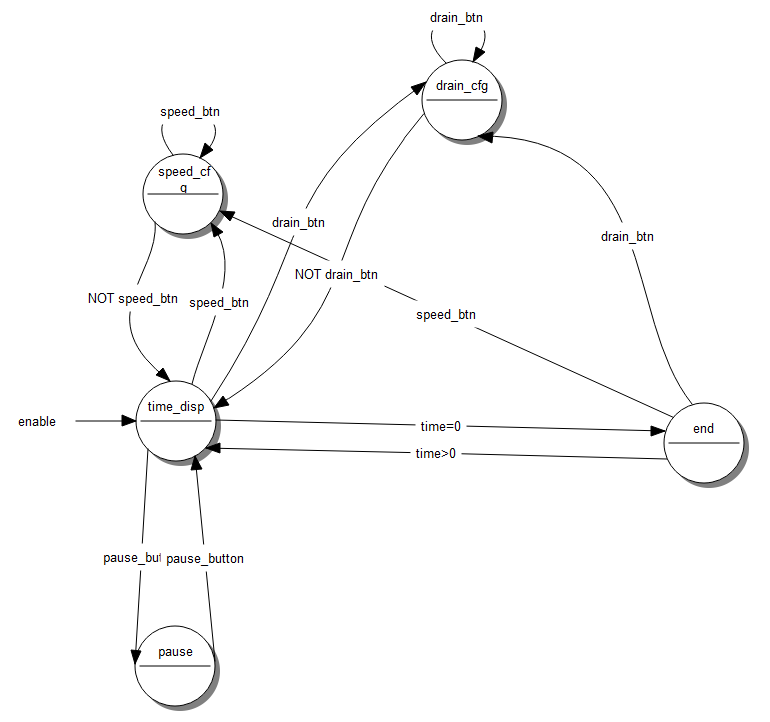 drain_btn
drain_cfg
speed_btn
speed_cf
g
drain_btn
drain_btn
NOT drain_btn
NOT speed_btn
speed_btn
speed_btn
time_disp
enable
time=0
end
time>0
pause_but
pause_button
pause